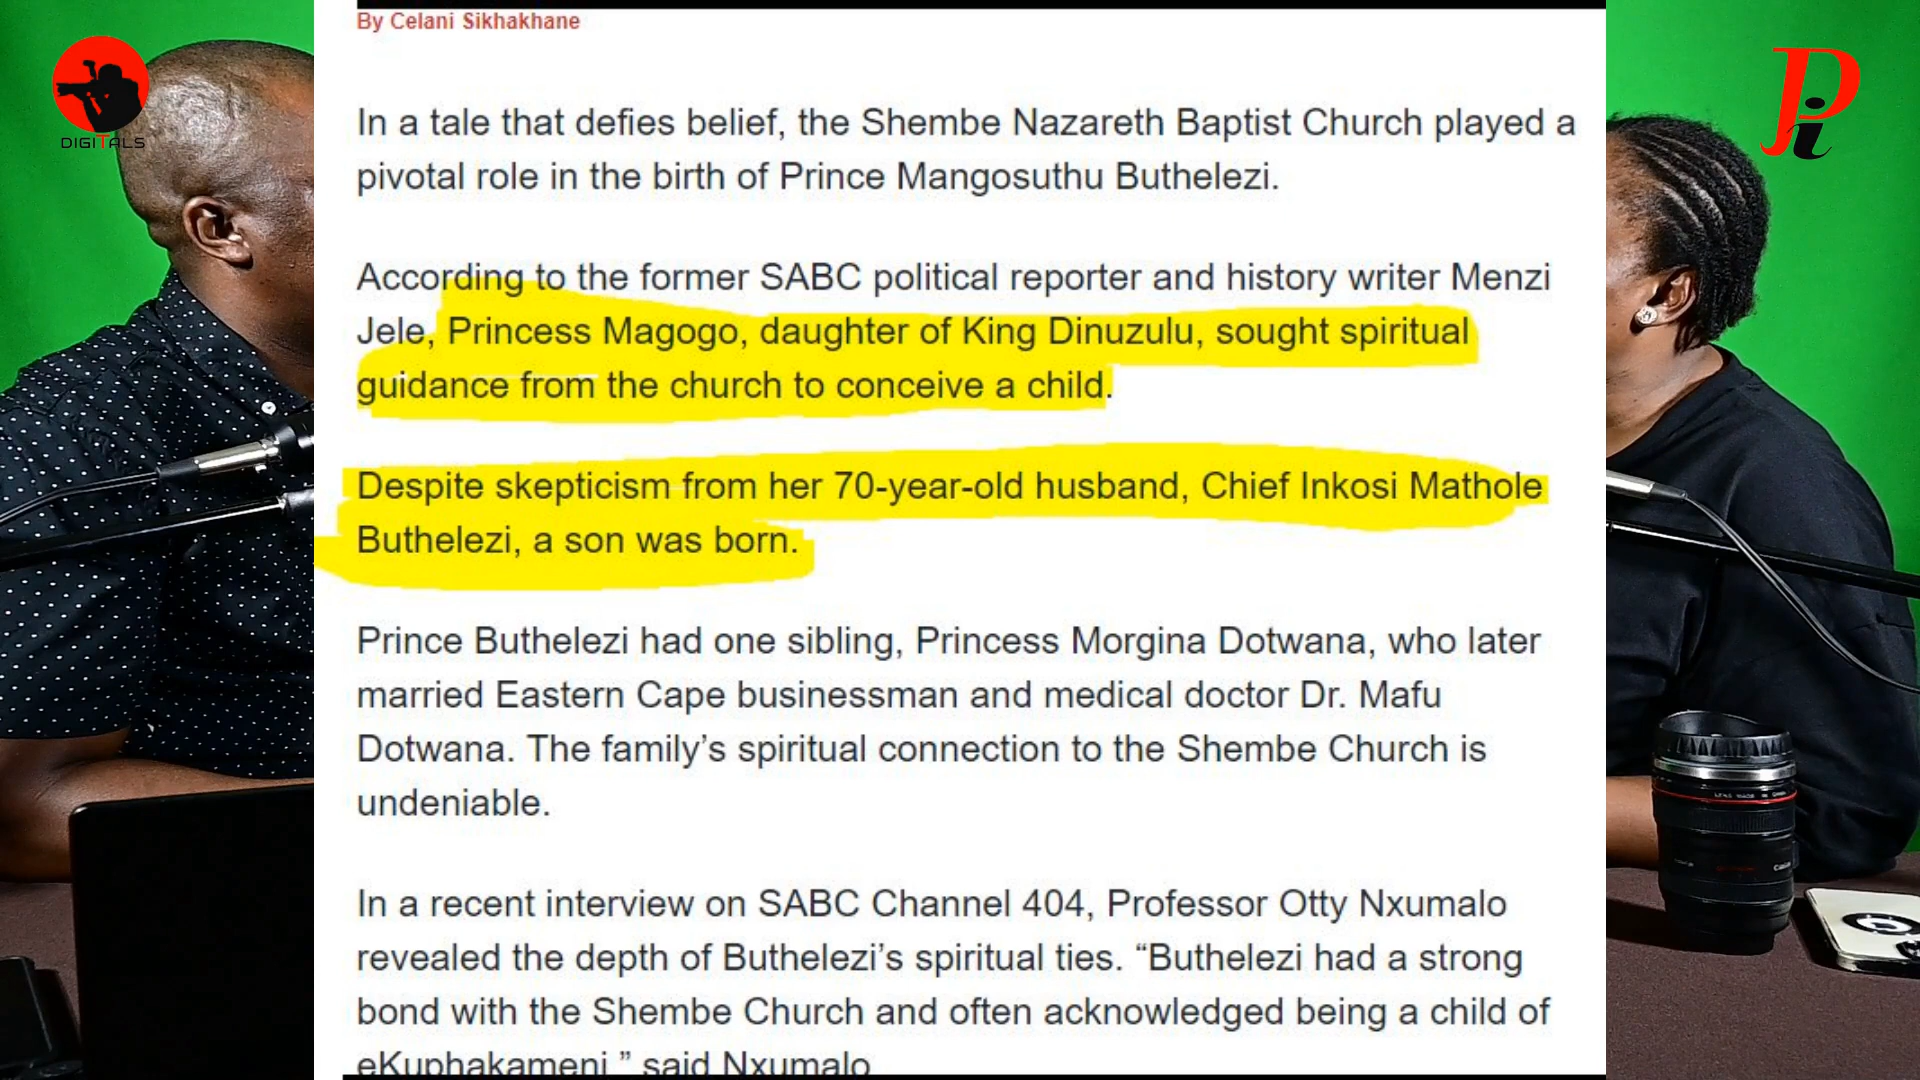 By Celani Sikhakhane
In a tale that defies belief, the Shembe Nazareth Baptist Church played a
pivotal role in the birth of Prince Mangosuthu Buthelezi.
According to the former SABC political reporter and history writer Menzi
Jele, Princess Magogo, daughter of King Dinuzulu, sought spiritual
guidance from the church to conceive a child.
Despite skepticism from her 70-year-old husband, Chief Inkosi Mathole
Buthelezi, a son was born.
Prince Buthelezi had one sibling, Princess Morgina Dotwana, who later
married Eastern Cape businessman and medical doctor Dr. Mafu
Dotwana. The family’s spiritual connection to the Shembe Church is
undeniable.
In a recent interview on SABC Channel 404, Professor Otty Nxumalo
revealed the depth of Buthelezi’s spiritual ties. “Buthelezi had a strong
bond with the Shembe Church and often acknowledged being a child of
eKuphakameni,” said Nxumalo
DIGITALS
Pi